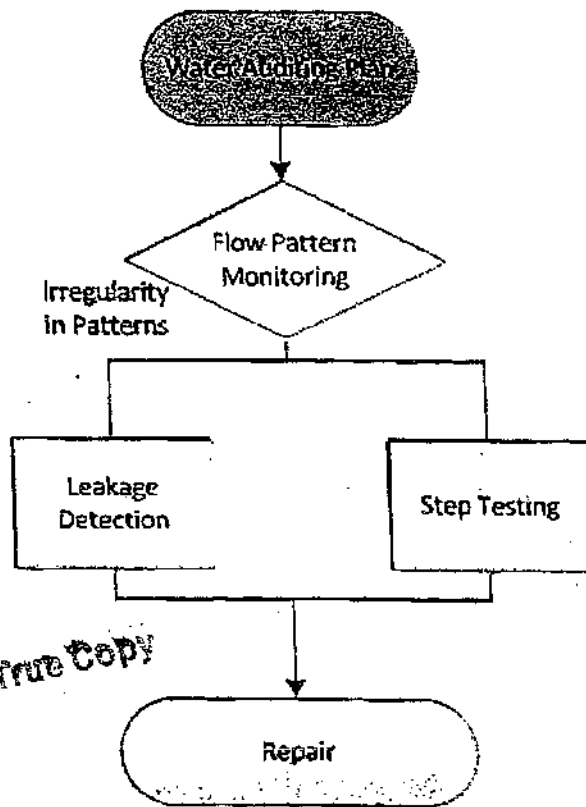 Water Auditing Plan
Flow Pattern
Monitoring
Irregularity
in Patterns
Leakage
Detection
Step Testing
True Copy
Repair